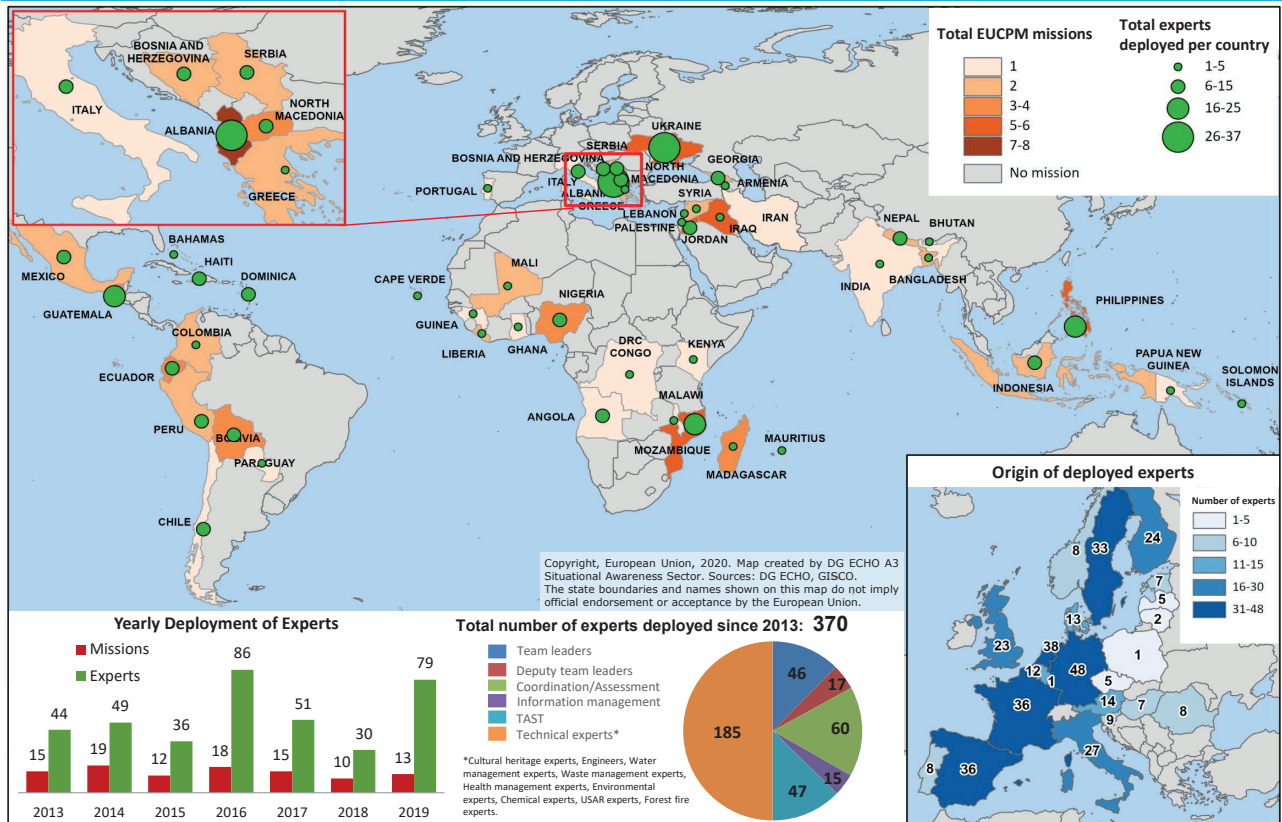 BOSNIA AND
HERZEGOVINA
SERBIA
ITALY
NORTH
MACEDONIA
ALBANIA
GREECE
Total EUCPM missions
1
2
3-4
5-6
7-8
No mission
Total experts
deployed per country
1-5
6-15
16-25
26-37
UKRAINE
SERBIA
BOSNIA AND HERZEGOVINA
GEORGIA
NORTH
MACEDONIA
ITALY
ARMENIA
PORTUGAL
ALBANIA
SYRIA
GREECE
LEBANON
IRAN
PALESTINE
IRAQ
JORDAN
NEPAL
BHUTAN
BANGLADESH
INDIA
BAHAMAS
MEXICO
HAITI
DOMINICA
GUATEMALA
CAPE VERDE
MALI
NIGERIA
GUINEA
LIBERIA
GHANA
COLOMBIA
ECUADOR
PERU
BOLIVIA
PARAGUAY
CHILE
DRC
CONGO
KENYA
MALAWI
ANGOLA
MOZAMBIQUE
MADAGASCAR
MAURITIUS
PHILIPPINES
PAPUA NEW
GUINEA
INDONESIA
SOLOMON
ISLANDS
Copyright, European Union, 2020. Map created by DG ECHO A3
Situational Awareness Sector. Sources: DG ECHO, GISCO.
The state boundaries and names shown on this map do not imply
official endorsement or acceptance by the European Union.
Yearly Deployment of Experts
Missions
Experts
15 44
19 49
12 36
18 86
15 51
10 30
13 79
2013 2014 2015 2016 2017 2018 2019
Total number of experts deployed since 2013: 370
Team leaders
Deputy team leaders
Coordination/Assessment
Information management
TAST
Technical experts*
*Cultural heritage experts, Engineers, Water
management experts, Waste management experts,
Health management experts, Environmental
experts, Chemical experts, USAR experts, Forest fire
experts.
46
17
60
15
47
185
Origin of deployed experts
Number of experts
1-5
6-10
11-15
16-30
31-48
8
33
24
7
5
2
13
23
38
12
1
48
1
5
36
14
7
8
9
27
8
36